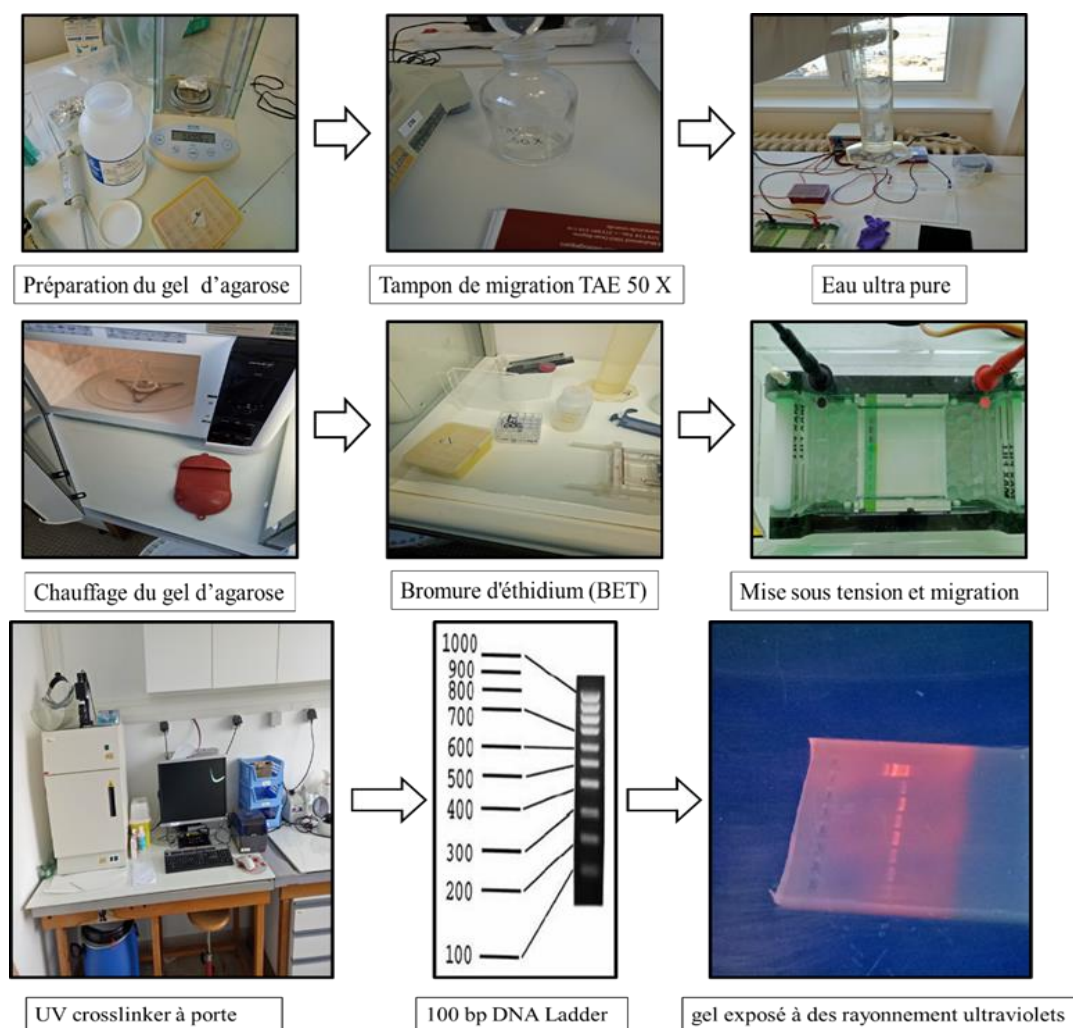 Préparation du gel d'agarose
Tampon de migration TAE 50 X
Eau ultra pure
Chauffage du gel d'agarose
Bromure d'éthidium (BET)
Mise sous tension et migration
1000
900
800
700
600
500
400
300
200
100
UV crosslinker à porte
100 bp DNA Ladder
gel exposé à des rayonnement ultraviolets